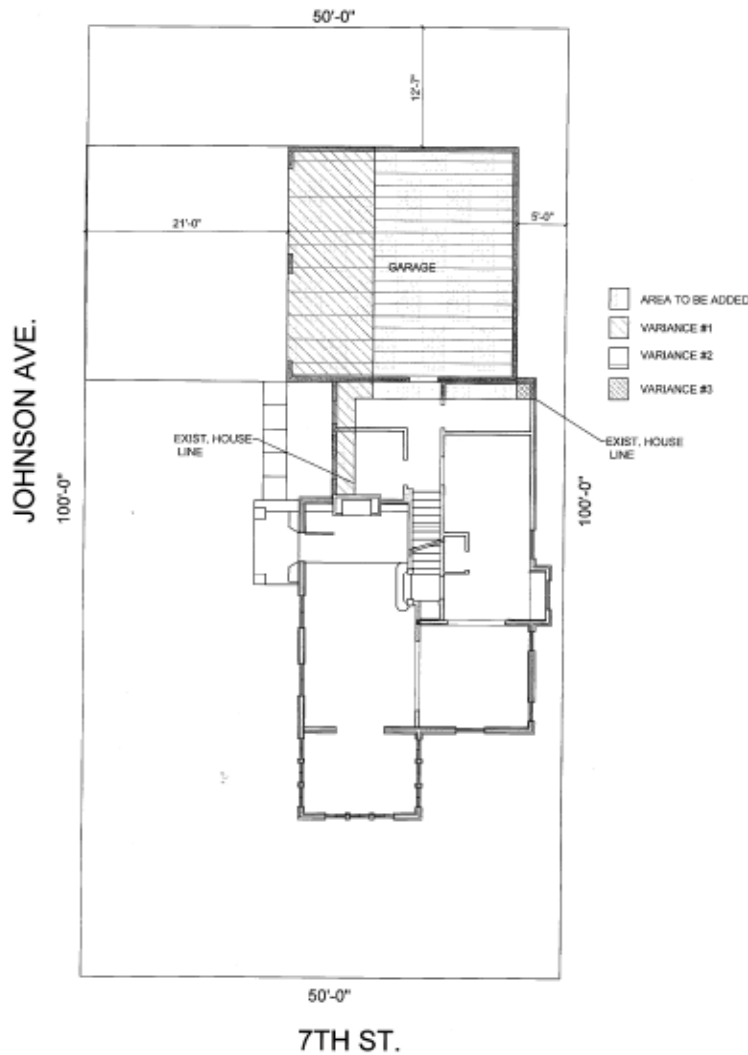 50'-0"
12'-7"
21'-0"
5'-0"
GARAGE
AREA TO BE ADDED
VARIANCE #1
VARIANCE #2
VARIANCE #3
JOHNSON AVE.
100'-0"
EXIST. HOUSE
LINE
EXIST. HOUSE
LINE
100'-0"
50'-0"
7TH ST.